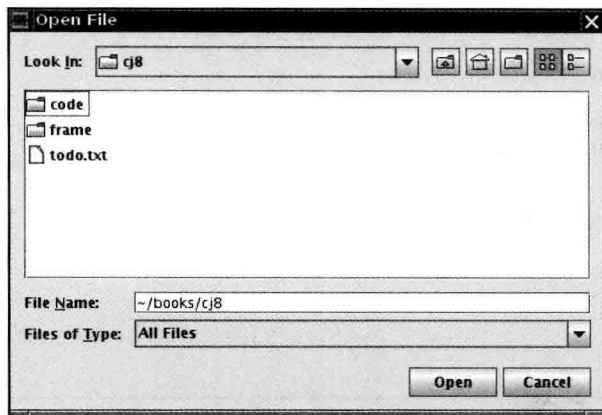 Open File
Look In: cj8
code
frame
todo.txt
File Name: ~/books/cj8
Files of Type: All Files
Open Cancel